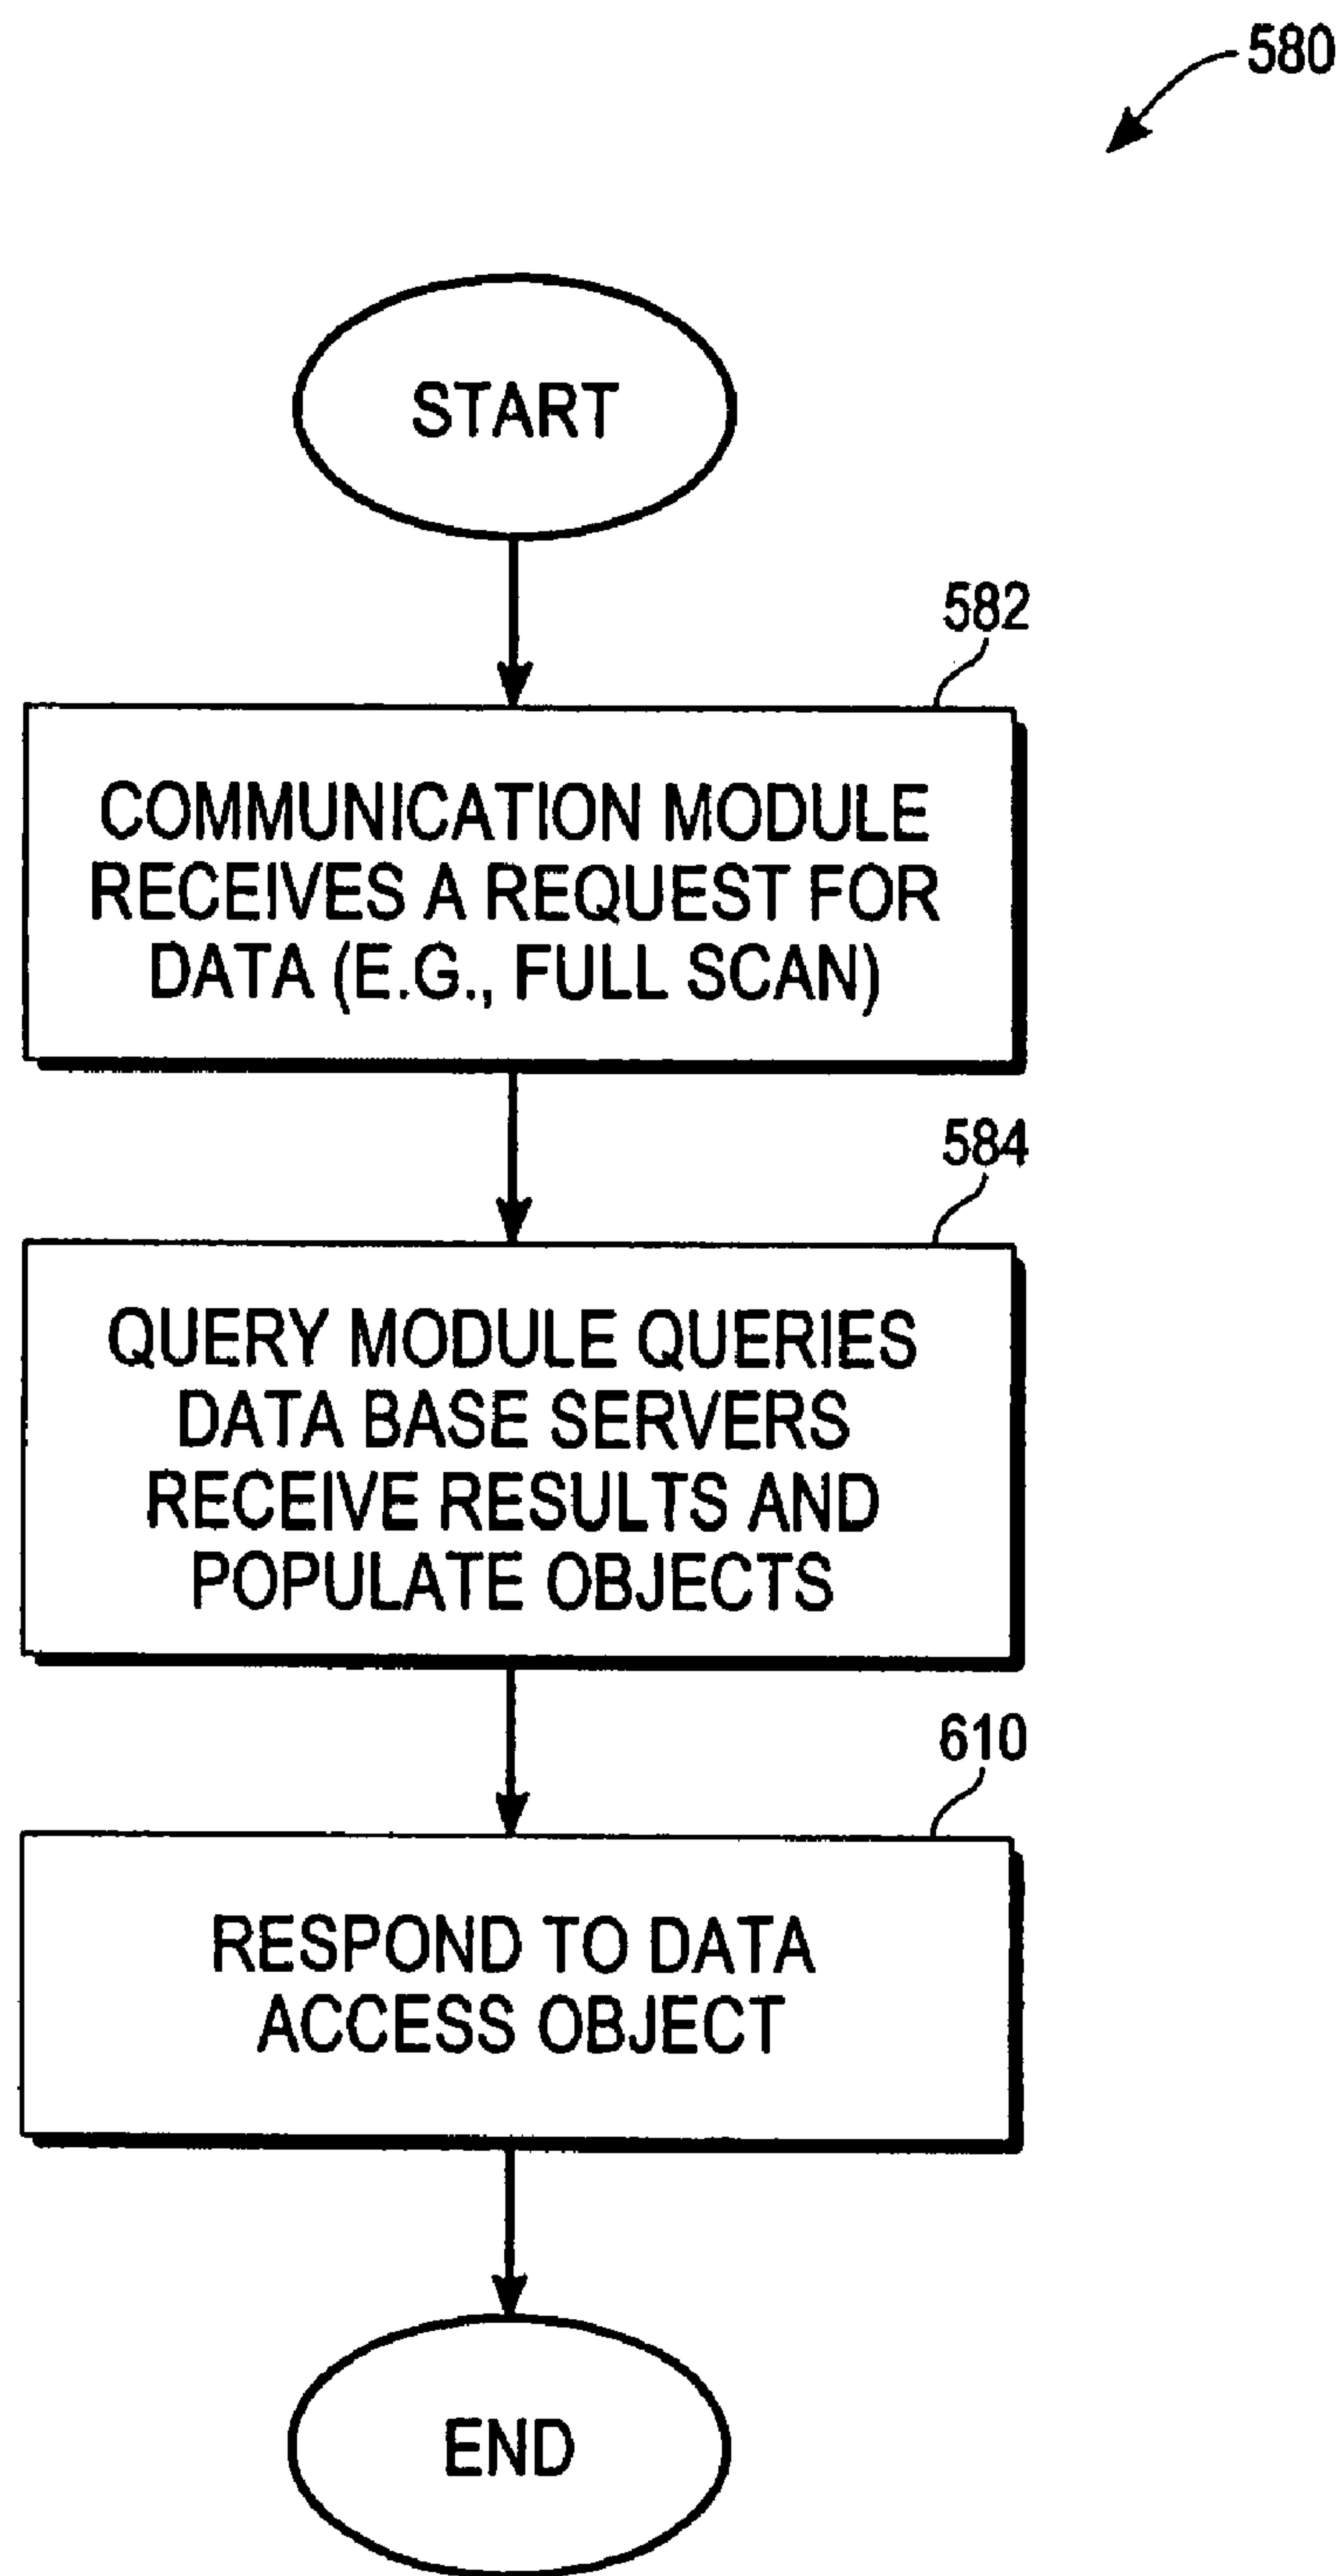 580
START
582
COMMUNICATION MODULE
RECEIVES A REQUEST FOR
DATA (E.G., FULL SCAN)
584
QUERY MODULE QUERIES
DATA BASE SERVERS
RECEIVE RESULTS AND
POPULATE OBJECTS
610
RESPOND TO DATA
ACCESS OBJECT
END